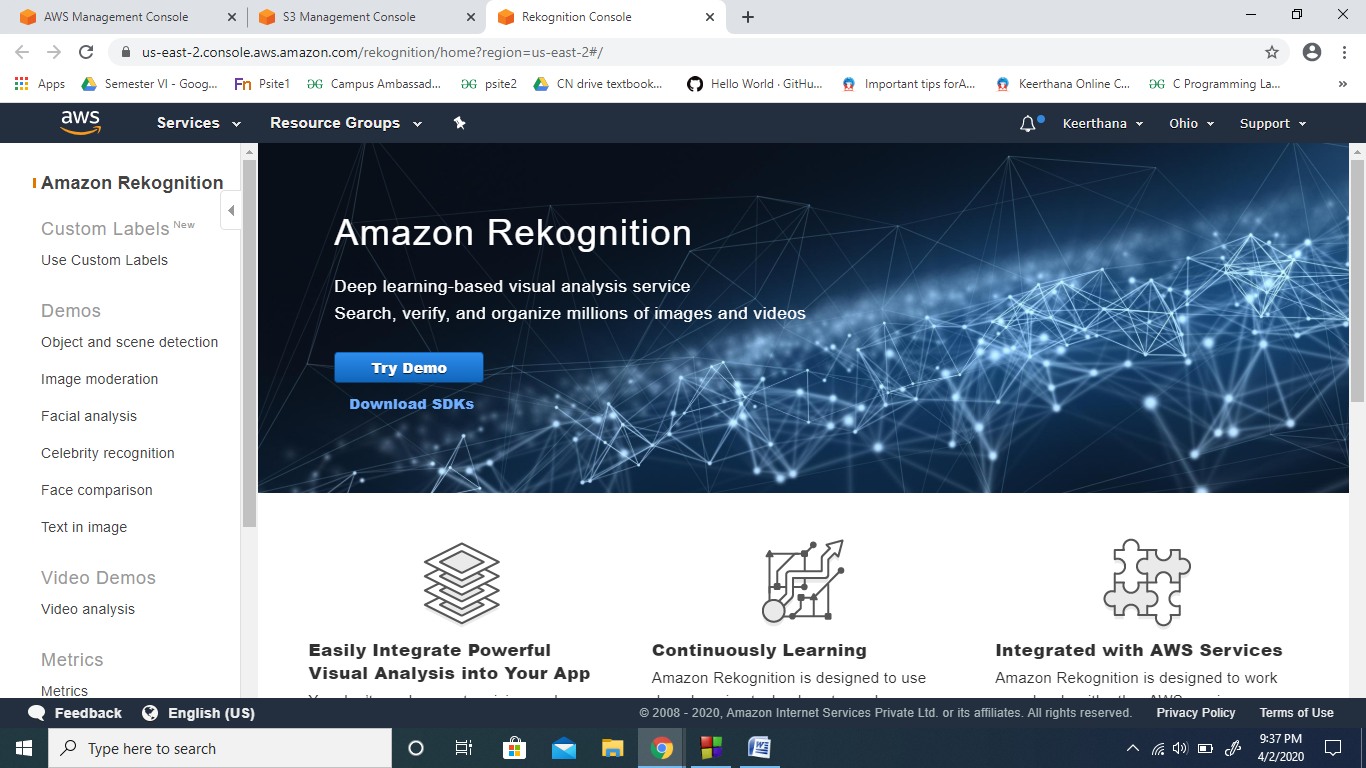 AWS Management Console
S3 Management Console
Rekognition Console
us-east-2.console.aws.amazon.com/rekognition/home?region=us-east-2#/
Apps
Semester VI - Goog...
Fn Psite1
Campus Ambassad...
psite2
CN drive textbook...
Hello World · GitHu...
Important tips forA...
Keerthana Online C...
C Programming La...
»
aws
Services
Resource Groups
Keerthana
Ohio
Support
Amazon Rekognition
Custom Labels New
Use Custom Labels
Demos
Object and scene detection
Image moderation
Facial analysis
Celebrity recognition
Face comparison
Text in image
Video Demos
Video analysis
Metrics
Metrics
Amazon Rekognition
Deep learning-based visual analysis service
Search, verify, and organize millions of images and videos
Try Demo
Download SDKs
Easily Integrate Powerful
Visual Analysis into Your App
Continuously Learning
Amazon Rekognition is designed to use
Integrated with AWS Services
Amazon Rekognition is designed to work
Feedback
English (US)
© 2008 - 2020, Amazon Internet Services Private Ltd. or its affiliates. All rights reserved.
Privacy Policy
Terms of Use
Type here to search
9:37 PM
4/2/2020